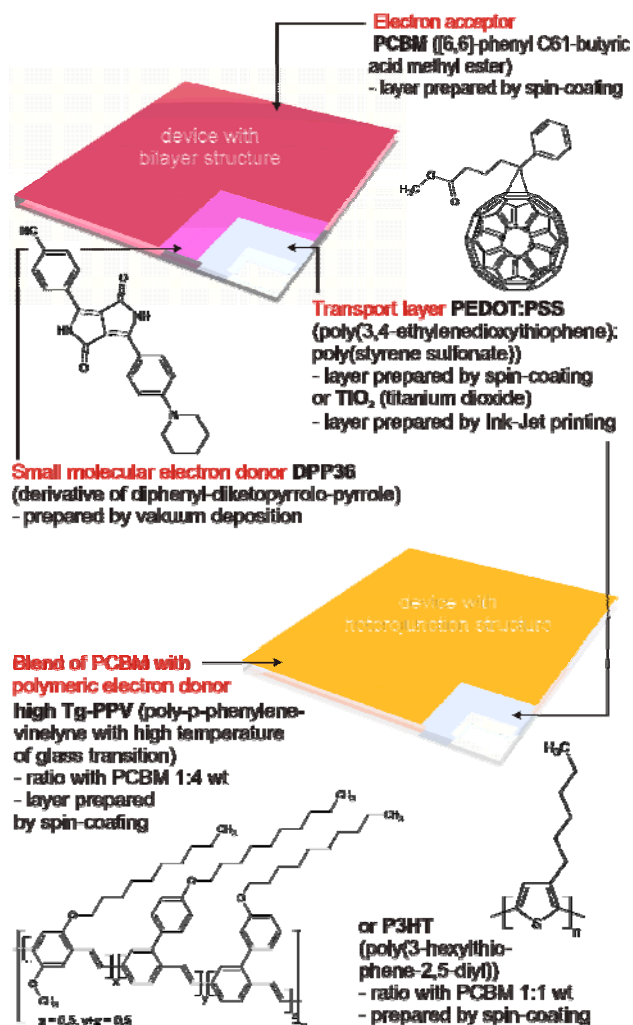 Electron acceptor
PCBM ([6,6]-phenyl C61-butyric
acid methyl ester)
- layer prepared by spin-coating
device with
bilayer structure
H₃C
O
O
NC
O
HN
NH
O
N
Transport layer PEDOT:PSS
(poly(3,4-ethylenedioxythiophene):
poly(styrene sulfonate))
- layer prepared by spin-coating
or TiO₂ (titanium dioxide)
- layer prepared by Ink-Jet printing
Small molecular electron donor DPP36
(derivative of diphenyl-diketopyrrolo-pyrrole)
- prepared by vakuum deposition
device with
heterojunction structure
Blend of PCBM with
polymeric electron donor
high Tg-PPV (poly-p-phenylene-
vinelyne with high temperature
of glass transition)
- ratio with PCBM 1:4 wt
- layer prepared
by spin-coating
H₃C
S
n
CH₃
CH₃
CH₃
O
O
O
O
CH₃
x
y
z
or P3HT
(poly(3-hexylthio-
phene-2,5-diyl))
- ratio with PCBM 1:1 wt
- prepared by spin-coating